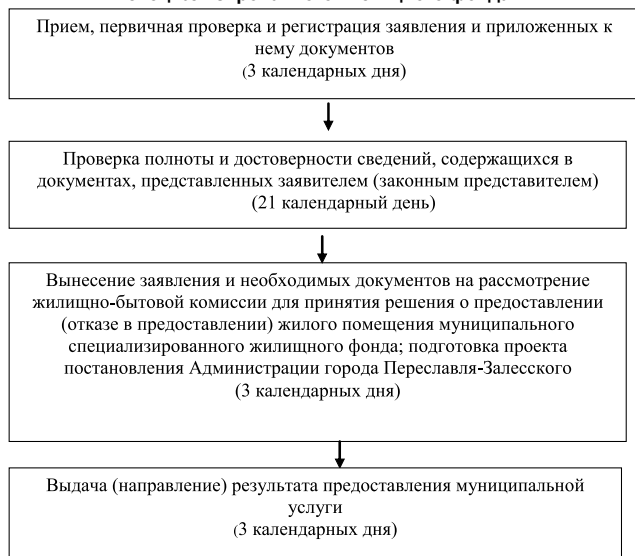 Прием, первичная проверка и регистрация заявления и приложенных к
нему документов
(3 календарных дня)
Проверка полноты и достоверности сведений, содержащихся в
документах, представленных заявителем (законным представителем)
(21 календарный день)
Вынесение заявления и необходимых документов на рассмотрение
жилищно-бытовой комиссии для принятия решения о предоставлении
(отказе в предоставлении) жилого помещения муниципального
специализированного жилищного фонда; подготовка проекта
постановления Администрации города Переславля-Залесского
(3 календарных дня)
Выдача (направление) результата предоставления муниципальной
услуги
(3 календарных дня)